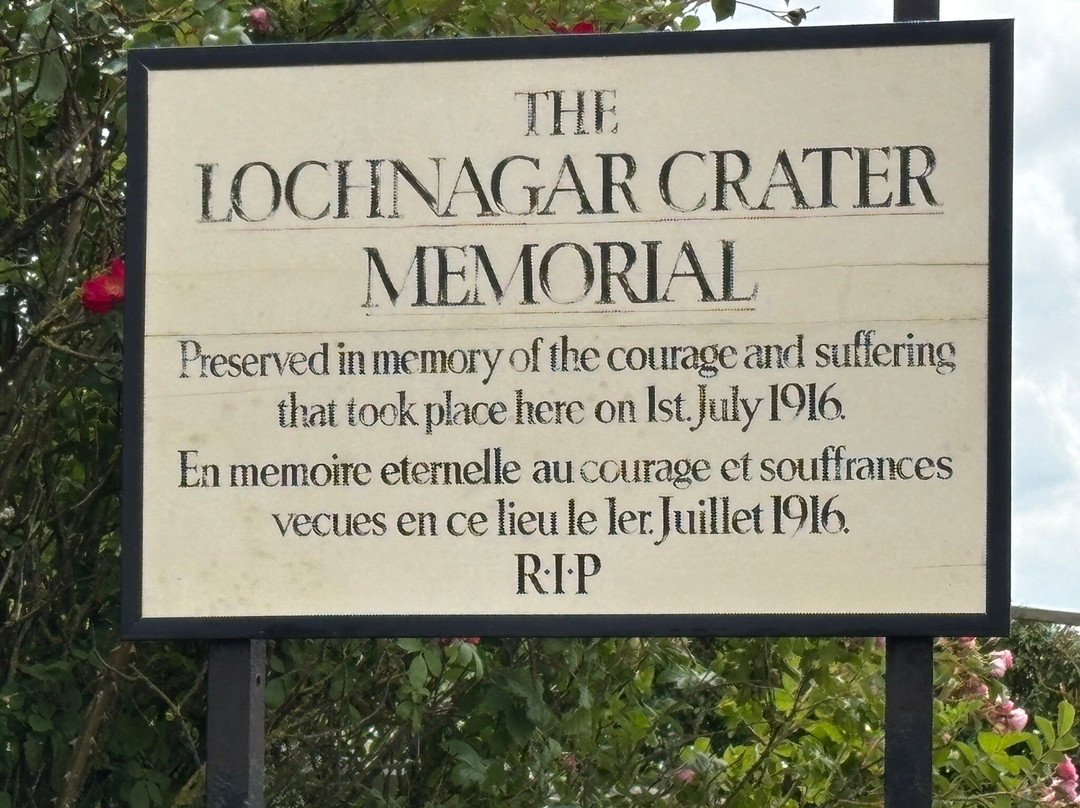 THE
LOCHNAGAR CRATER
MEMORIAL
Preserved in memory of the courage and suffering
that took place here on 1st. July 1916.
En memoire eternelle au courage et souffrances
vecues en ce lieu le 1er. Juillet 1916.
R·I·P